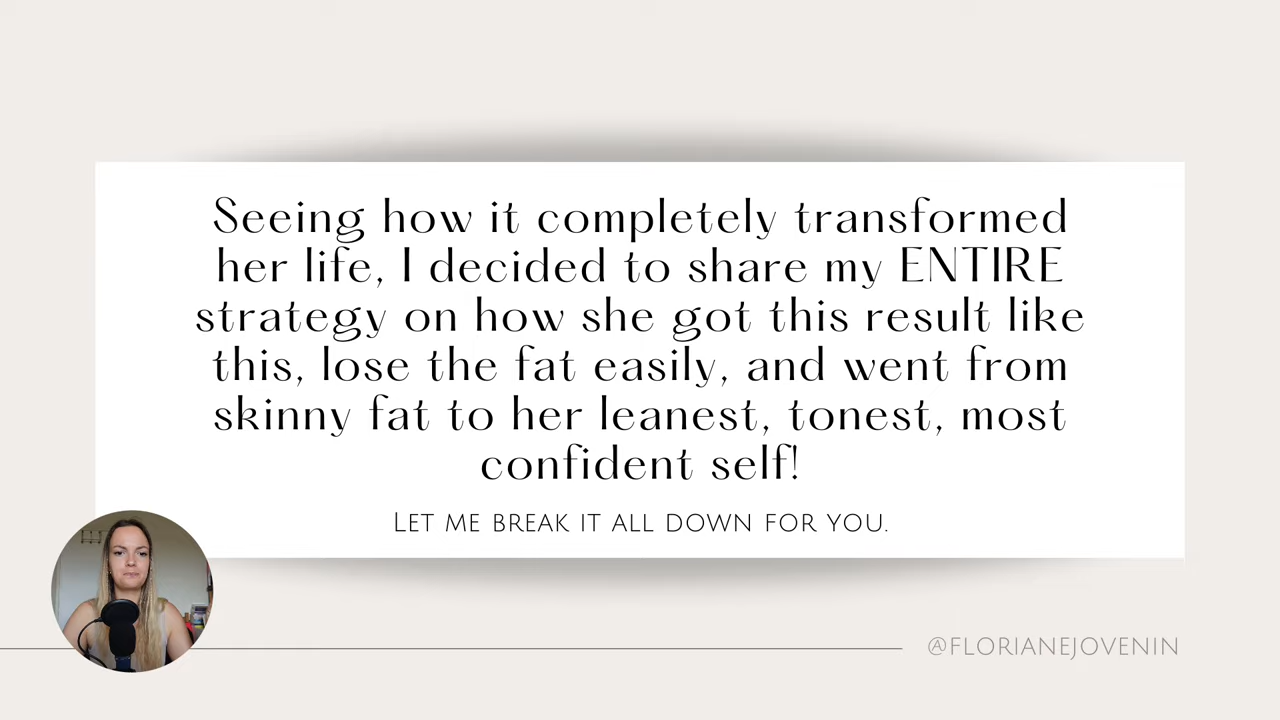 Seeing how it completely transformed
her life, I decided to share my ENTIRE
strategy on how she got this result like
this, lose the fat easily, and went from
skinny fat to her leanest, tonest, most
confident self!
LET ME BREAK IT ALL DOWN FOR YOU.
@FLORIANEJOVENIN